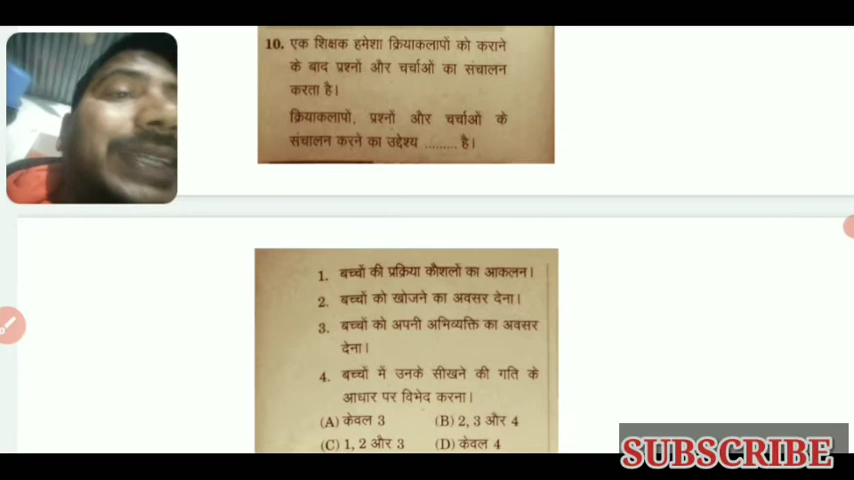 10. एक शिक्षक हमेशा क्रियाकलापों को कराने
के बाद प्रश्नों और चर्चाओं का संचालन
करता है।
क्रियाकलापों, प्रश्नों और चर्चाओं के
संचालन करने का उद्देश्य ......... है।
1. बच्चों की प्रक्रिया कौशलों का आकलन।
2. बच्चों को खोजने का अवसर देना।
3. बच्चों को अपनी अभिव्यक्ति का अवसर
देना।
4. बच्चों में उनके सीखने की गति के
आधार पर विभेद करना।
(A) केवल 3 (B) 2, 3 और 4
(C) 1, 2 और 3 (D) केवल 4
SUBSCRIBE